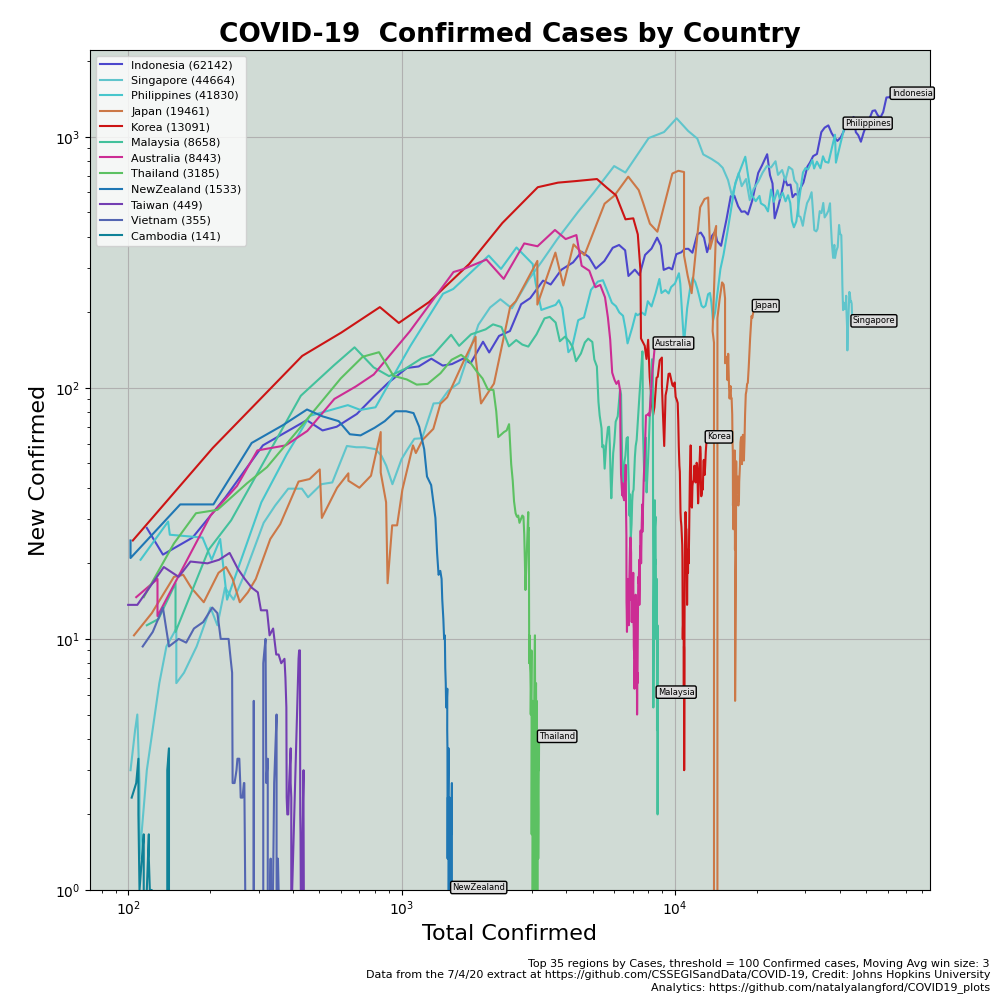 COVID-19  Confirmed Cases by Country
Indonesia (62142)
Singapore (44664)
Philippines (41830)
Japan (19461)
Korea (13091)
Malaysia (8658)
Australia (8443)
Thailand (3185)
NewZealand (1533)
Taiwan (449)
Vietnam (355)
Cambodia (141)
Indonesia
Philippines
Japan
Singapore
Australia
Korea
Malaysia
Thailand
NewZealand
New Confirmed
10³
10²
10¹
10⁰
10² 10³ 10⁴
Total Confirmed
Top 35 regions by Cases, threshold = 100 Confirmed cases, Moving Avg win size: 3
Data from the 7/4/20 extract at https://github.com/CSSEGISandData/COVID-19, Credit: Johns Hopkins University
Analytics: https://github.com/natalyalangford/COVID19_plots